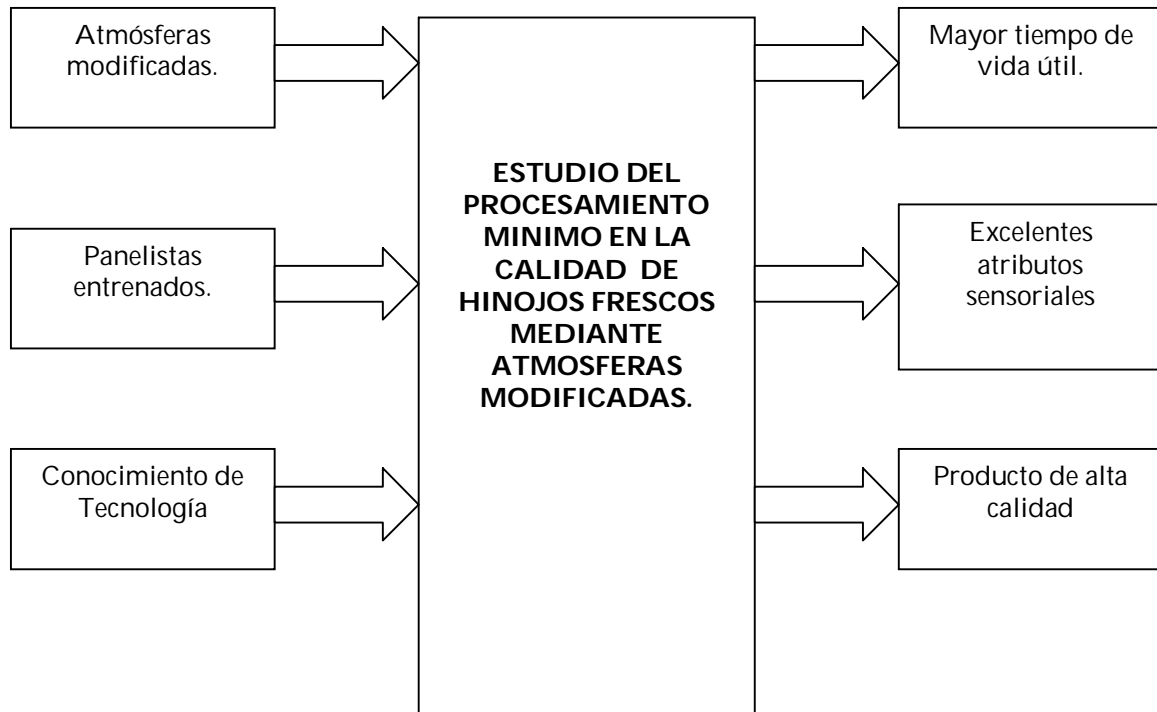 Atmósferas
modificadas.
Panelistas
entrenados.
Conocimiento de
Tecnología
ESTUDIO DEL
PROCESAMIENTO
MINIMO EN LA
CALIDAD DE
HINOJOS FRESCOS
MEDIANTE
ATMOSFERAS
MODIFICADAS.
Mayor tiempo de
vida útil.
Excelentes
atributos
sensoriales
Producto de alta
calidad